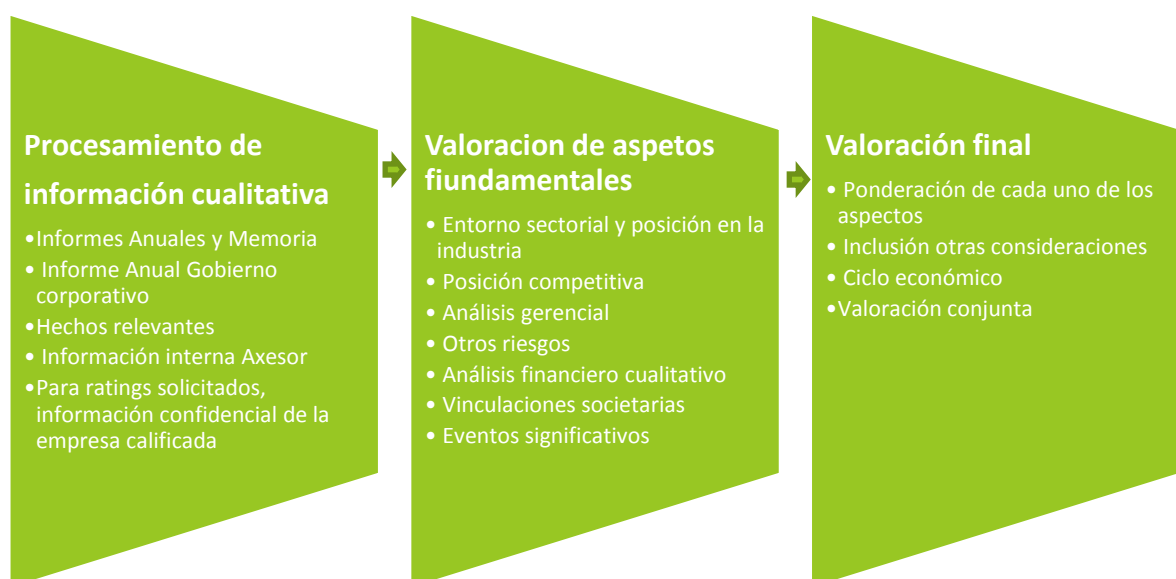 Procesamiento de
información cualitativa
•Informes Anuales y Memoria
• Informe Anual Gobierno
corporativo
•Hechos relevantes
• Información interna Axesor
•Para ratings solicitados,
información confidencial de la
empresa calificada
Valoracion de aspetos
fiundamentales
• Entorno sectorial y posición en la
industria
• Posición competitiva
• Análisis gerencial
• Otros riesgos
• Análisis financiero cualitativo
• Vinculaciones societarias
• Eventos significativos
Valoración final
• Ponderación de cada uno de los
aspectos
• Inclusión otras consideraciones
• Ciclo económico
•Valoración conjunta